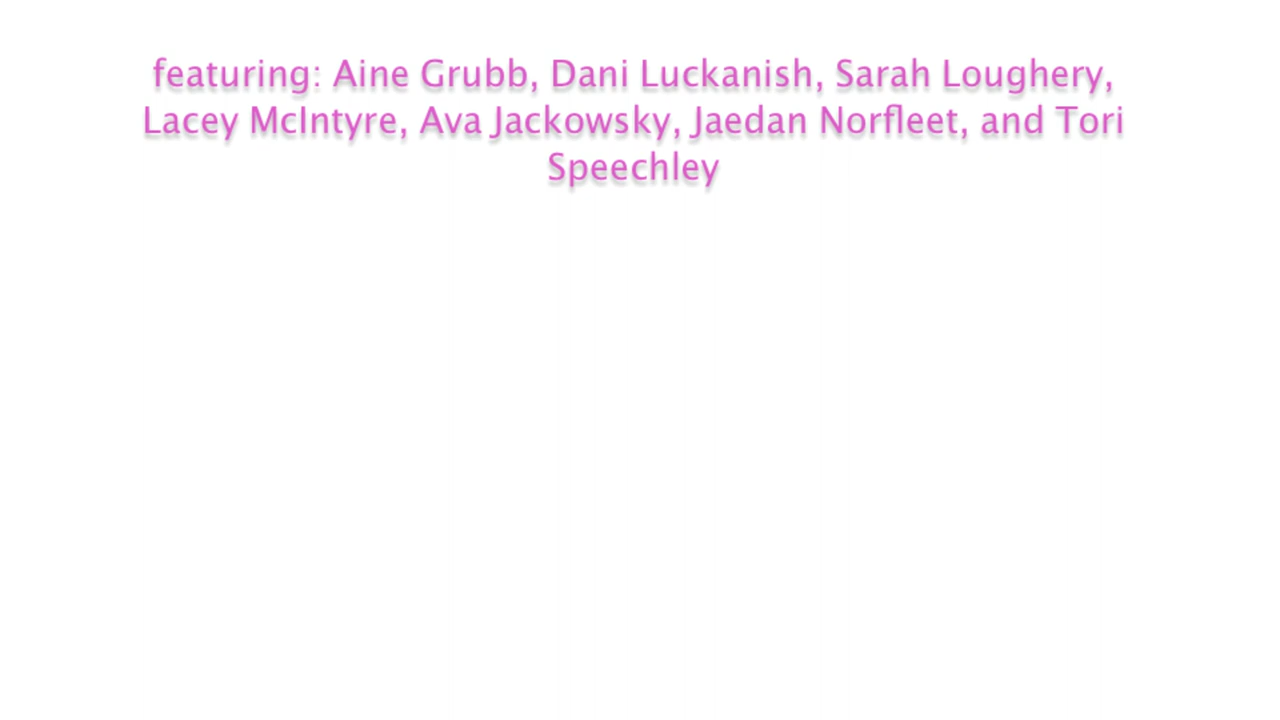 featuring: Aine Grubb, Dani Luckanish, Sarah Loughery,
Lacey McIntyre, Ava Jackowsky, Jaedan Norfleet, and Tori
Speechley